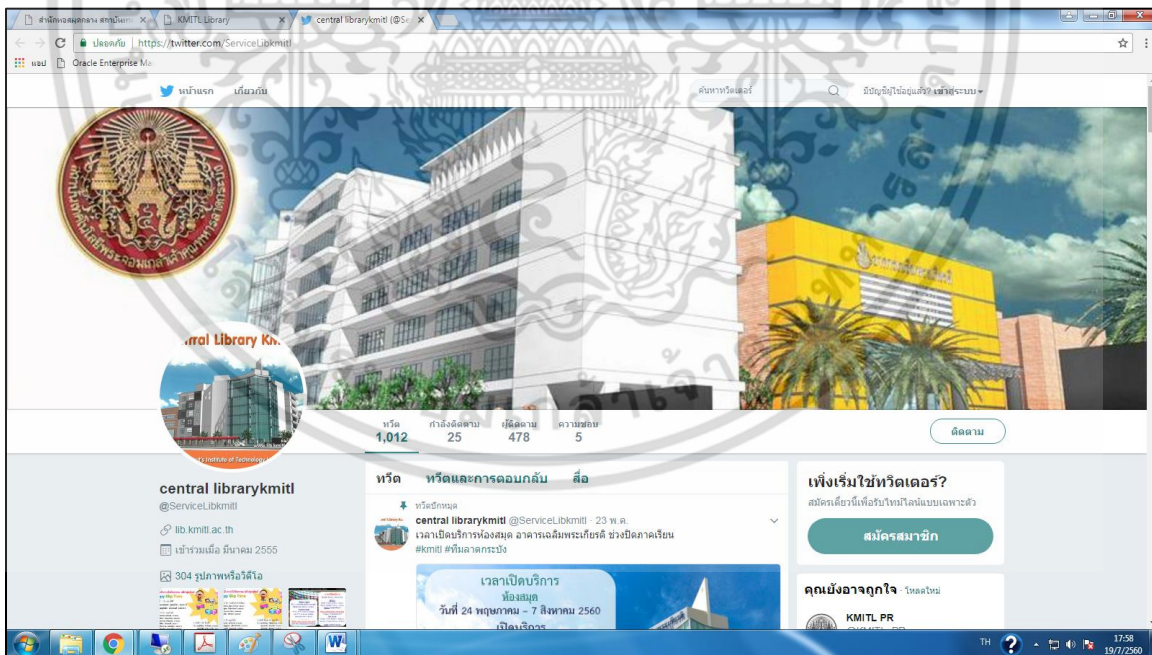 สำนักหอสมุดกลาง สถาบันเทค
KMITL Library
central librarykmitl (@Se
ปลอดภัย https://twitter.com/ServiceLibkmitl
แอป Oracle Enterprise Ma
หน้าแรก เกี่ยวกับ ค้นหาทวิตเตอร์ มีบัญชีผู้ใช้อยู่แล้ว? เข้าสู่ระบบ
ทวีต กำลังติดตาม ผู้ติดตาม ความชอบ
1,012 25 478 5
ติดตาม
central librarykmitl
@ServiceLibkmitl
lib.kmitl.ac.th
เข้าร่วมเมื่อ มีนาคม 2555
304 รูปภาพหรือวิดีโอ
ทวีต ทวีตและการตอบกลับ สื่อ
ทวีตปักหมุด
central librarykmitl @ServiceLibkmitl · 23 พ.ค.
เวลาเปิดบริการห้องสมุด อาคารเฉลิมพระเกียรติ ช่วงปิดภาคเรียน
#kmitl #ทีมลาดกระบัง
เวลาเปิดบริการ
ห้องสมุด
วันที่ 24 พฤษภาคม – 7 สิงหาคม 2560
เปิดบริการ
เพิ่งเริ่มใช้ทวิตเตอร์?
สมัครเดี๋ยวนี้เพื่อรับไทม์ไลน์แบบเฉพาะตัว
สมัครสมาชิก
คุณยังอาจถูกใจ · โหลดใหม่
KMITL PR
TH 17:58
19/7/2560